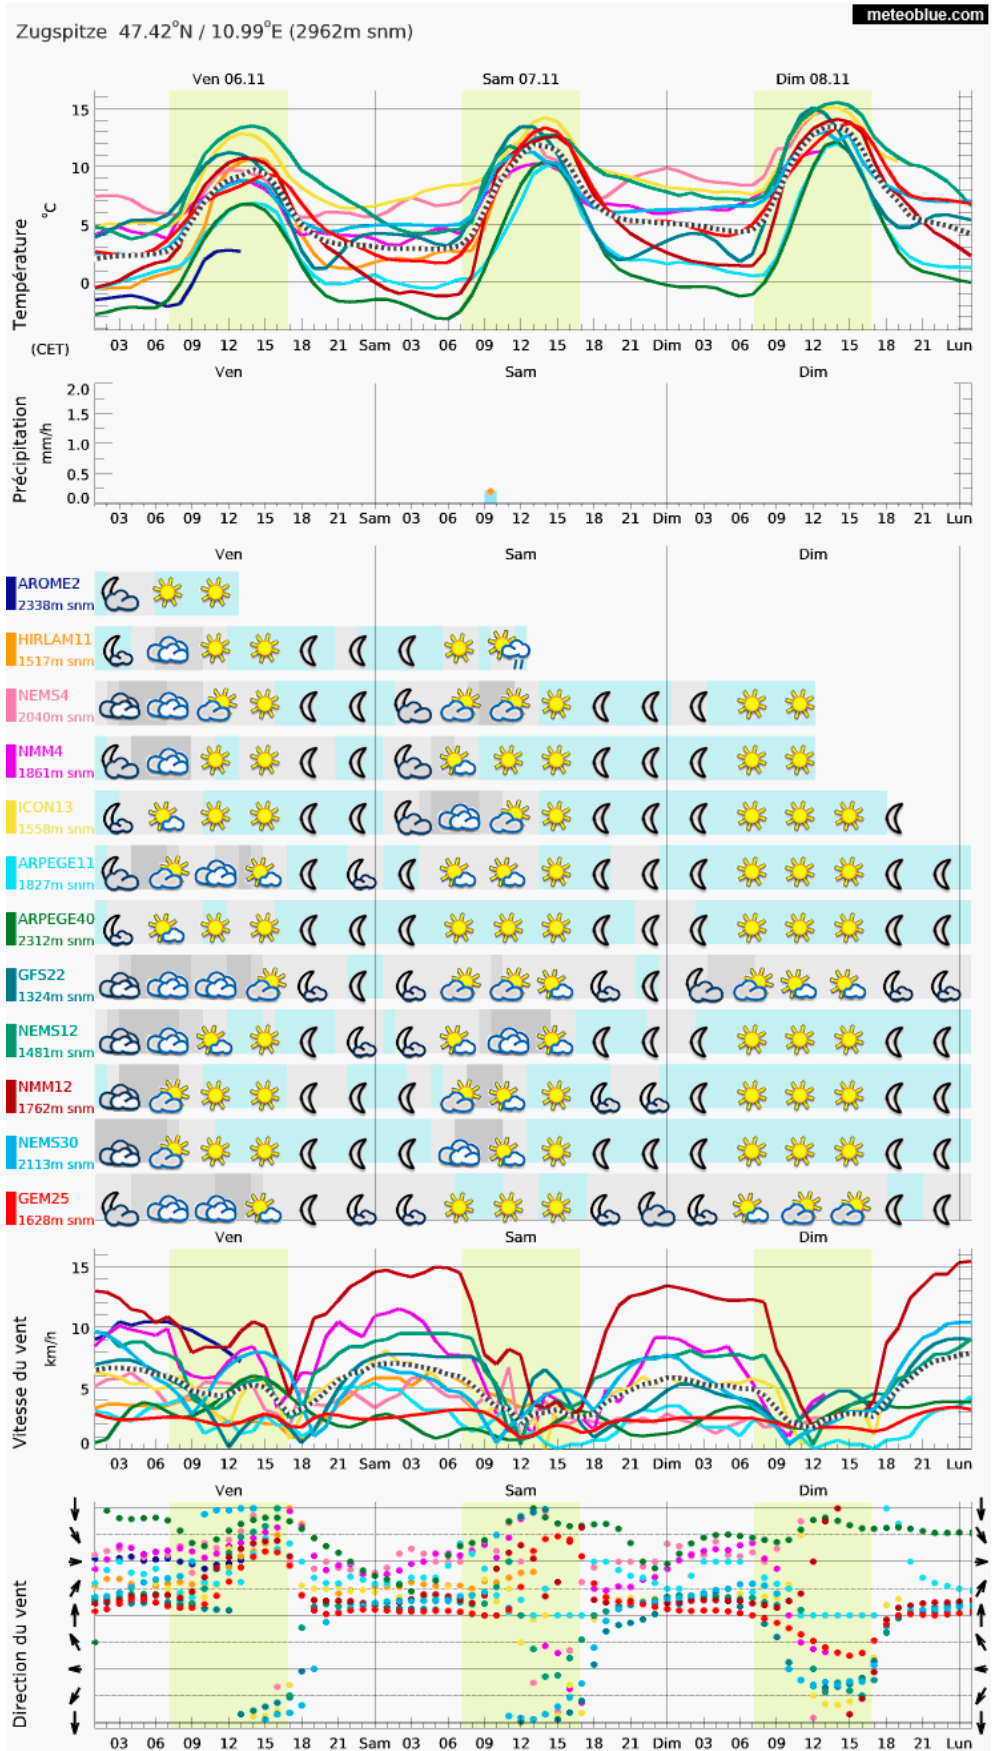 meteoblue.com
Zugspitze 47.42°N / 10.99°E (2962m snm)
Ven 06.11 Sam 07.11 Dim 08.11
Température
°C
15
10
5
0
(CET)
03 06 09 12 15 18 21 Sam 03 06 09 12 15 18 21 Dim 03 06 09 12 15 18 21 Lun
Ven Sam Dim
Précipitation
mm/h
2.0
1.5
1.0
0.5
0.0
03 06 09 12 15 18 21 Sam 03 06 09 12 15 18 21 Dim 03 06 09 12 15 18 21 Lun
Ven Sam Dim
AROME2
2338m snm
HIRLAM11
1517m snm
NEMS4
2040m snm
NMM4
1861m snm
ICON13
1558m snm
ARPEGE11
1827m snm
ARPEGE40
2312m snm
GFS22
1324m snm
NEMS12
1481m snm
NMM12
1762m snm
NEMS30
2113m snm
GEM25
1628m snm
Ven Sam Dim
Vitesse du vent
km/h
15
10
5
0
03 06 09 12 15 18 21 Sam 03 06 09 12 15 18 21 Dim 03 06 09 12 15 18 21 Lun
Ven Sam Dim
Direction du vent
03 06 09 12 15 18 21 Sam 03 06 09 12 15 18 21 Dim 03 06 09 12 15 18 21 Lun